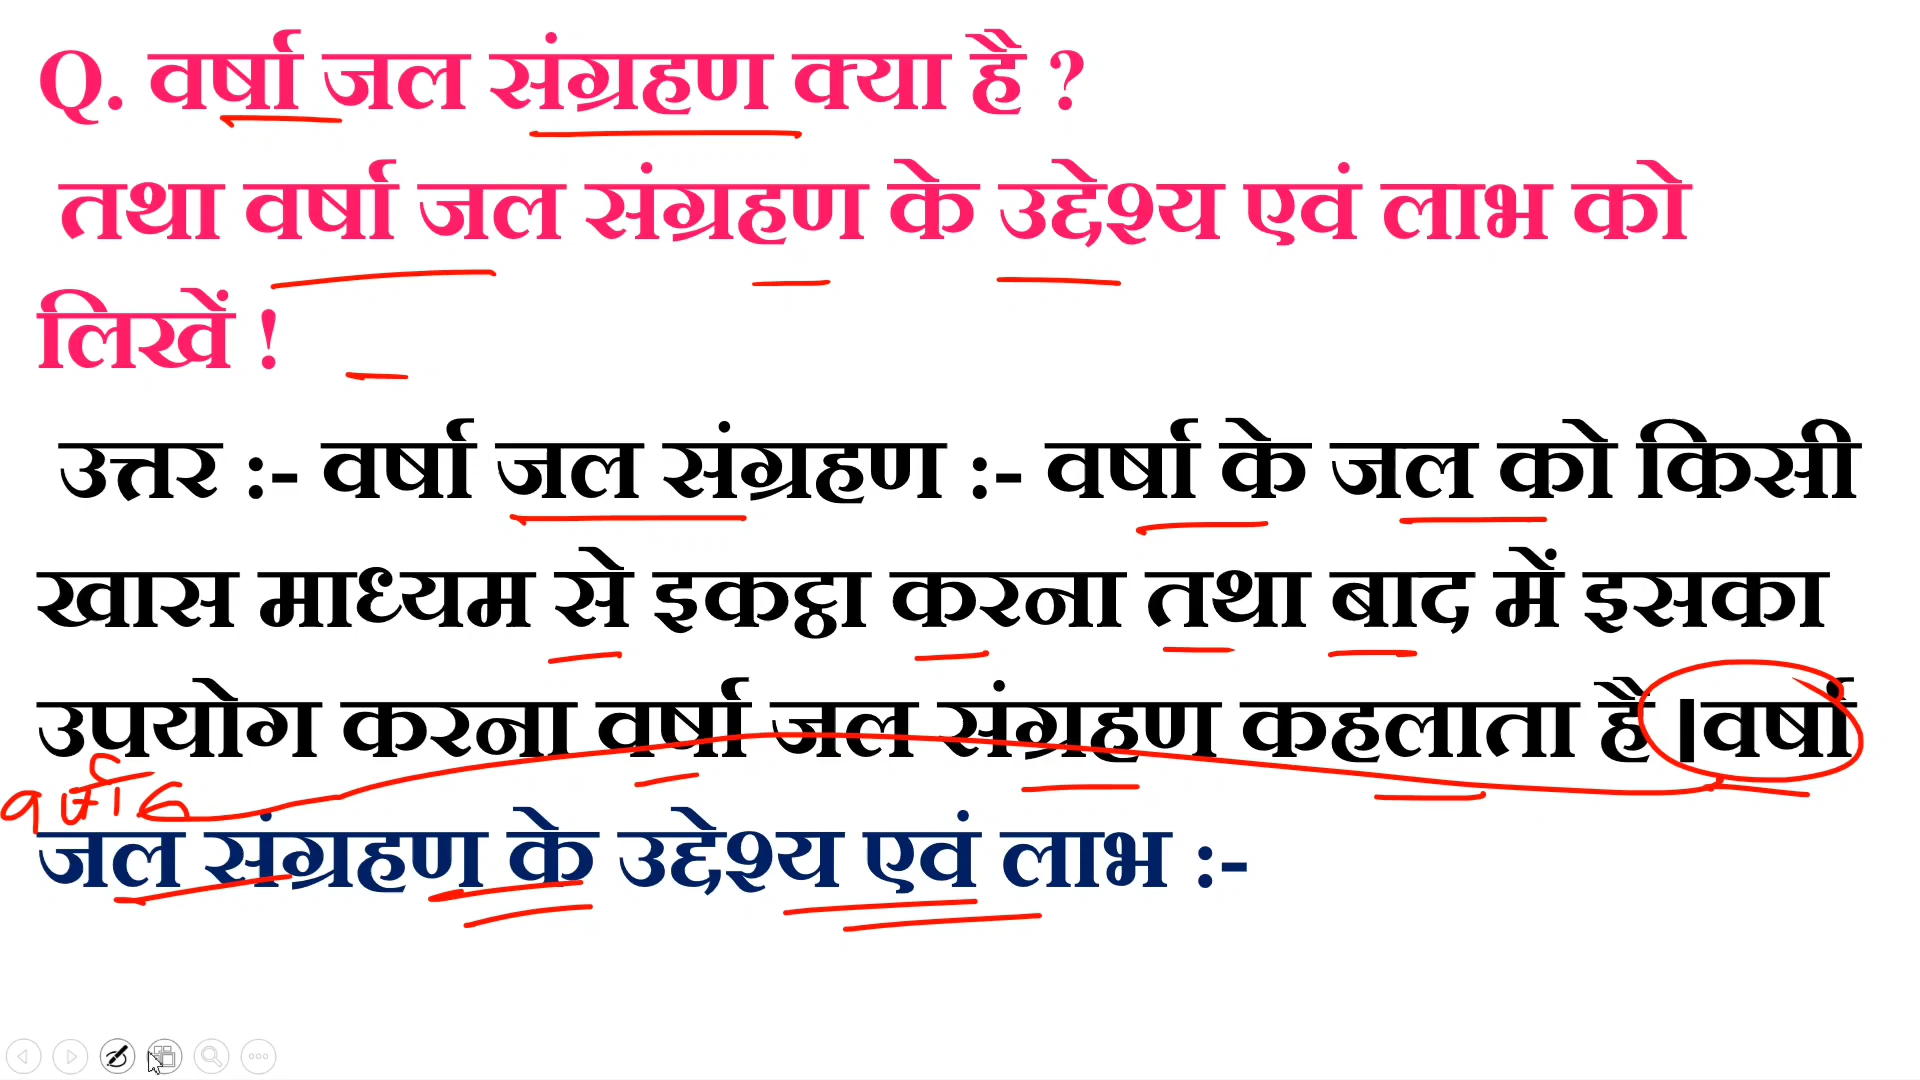 Q. वर्षा जल संग्रहण क्या है ?
तथा वर्षा जल संग्रहण के उद्देश्य एवं लाभ को
लिखें !
उत्तर :- वर्षा जल संग्रहण :- वर्षा के जल को किसी
खास माध्यम से इकट्ठा करना तथा बाद में इसका
उपयोग करना वर्षा जल संग्रहण कहलाता है |वर्षा
जल संग्रहण के उद्देश्य एवं लाभ :-